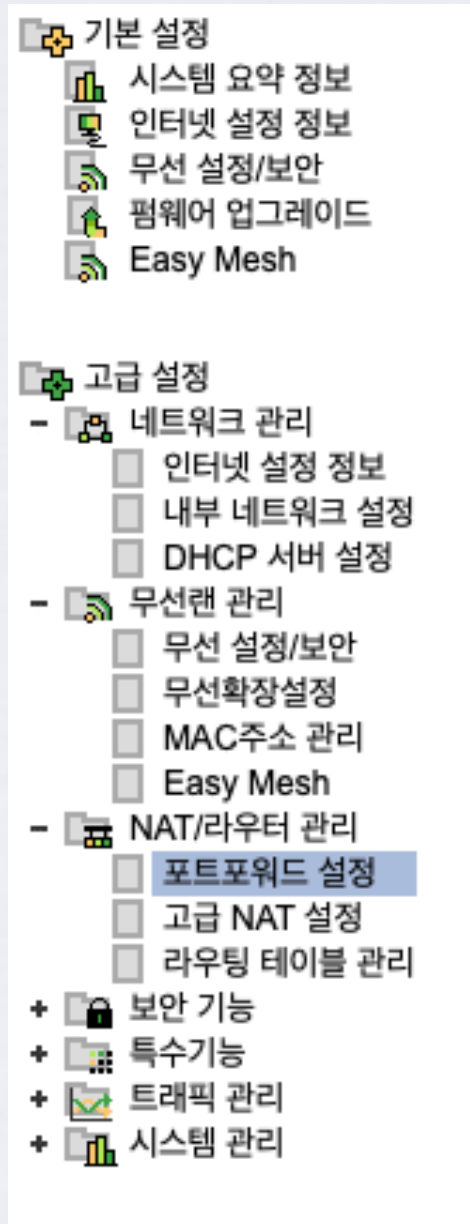 기본 설정
시스템 요약 정보
인터넷 설정 정보
무선 설정/보안
펌웨어 업그레이드
Easy Mesh
고급 설정
네트워크 관리
인터넷 설정 정보
내부 네트워크 설정
DHCP 서버 설정
무선랜 관리
무선 설정/보안
무선확장설정
MAC주소 관리
Easy Mesh
NAT/라우터 관리
포트포워드 설정
고급 NAT 설정
라우팅 테이블 관리
보안 기능
특수기능
트래픽 관리
시스템 관리